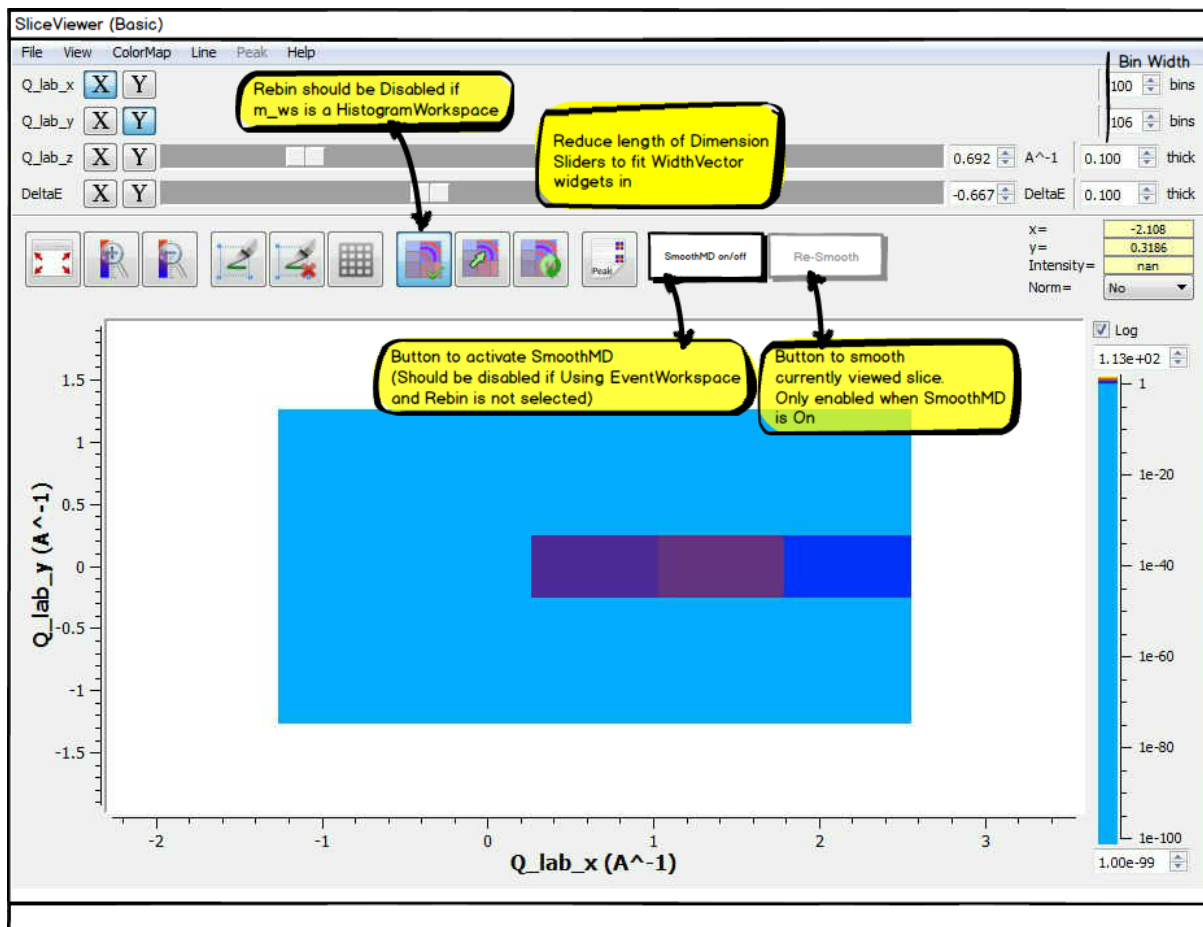 SliceViewer (Basic)
File View ColorMap Line Peak Help
Bin Width
Q_lab_x X Y 100 bins
Q_lab_y X Y 106 bins
Q_lab_z X Y 0.692 A^-1 0.100 thick
DeltaE X Y -0.667 DeltaE 0.100 thick
Rebin should be Disabled if
m_ws is a HistogramWorkspace
Reduce length of Dimension
Sliders to fit WidthVector
widgets in
Peak
SmoothMD on/off
Re-Smooth
x= -2.108
y= 0.3186
Intensity= nan
Norm= No
Button to activate SmoothMD
(Should be disabled if Using EventWorkspace
and Rebin is not selected)
Button to smooth
currently viewed slice.
Only enabled when SmoothMD
is On
Log
1.13e+02
1
1e-20
1e-40
1e-60
1e-80
1e-100
1.00e-99
Q_lab_y (A^-1)
1.5
1
0.5
0
-0.5
-1
-1.5
-2 -1 0 1 2 3
Q_lab_x (A^-1)